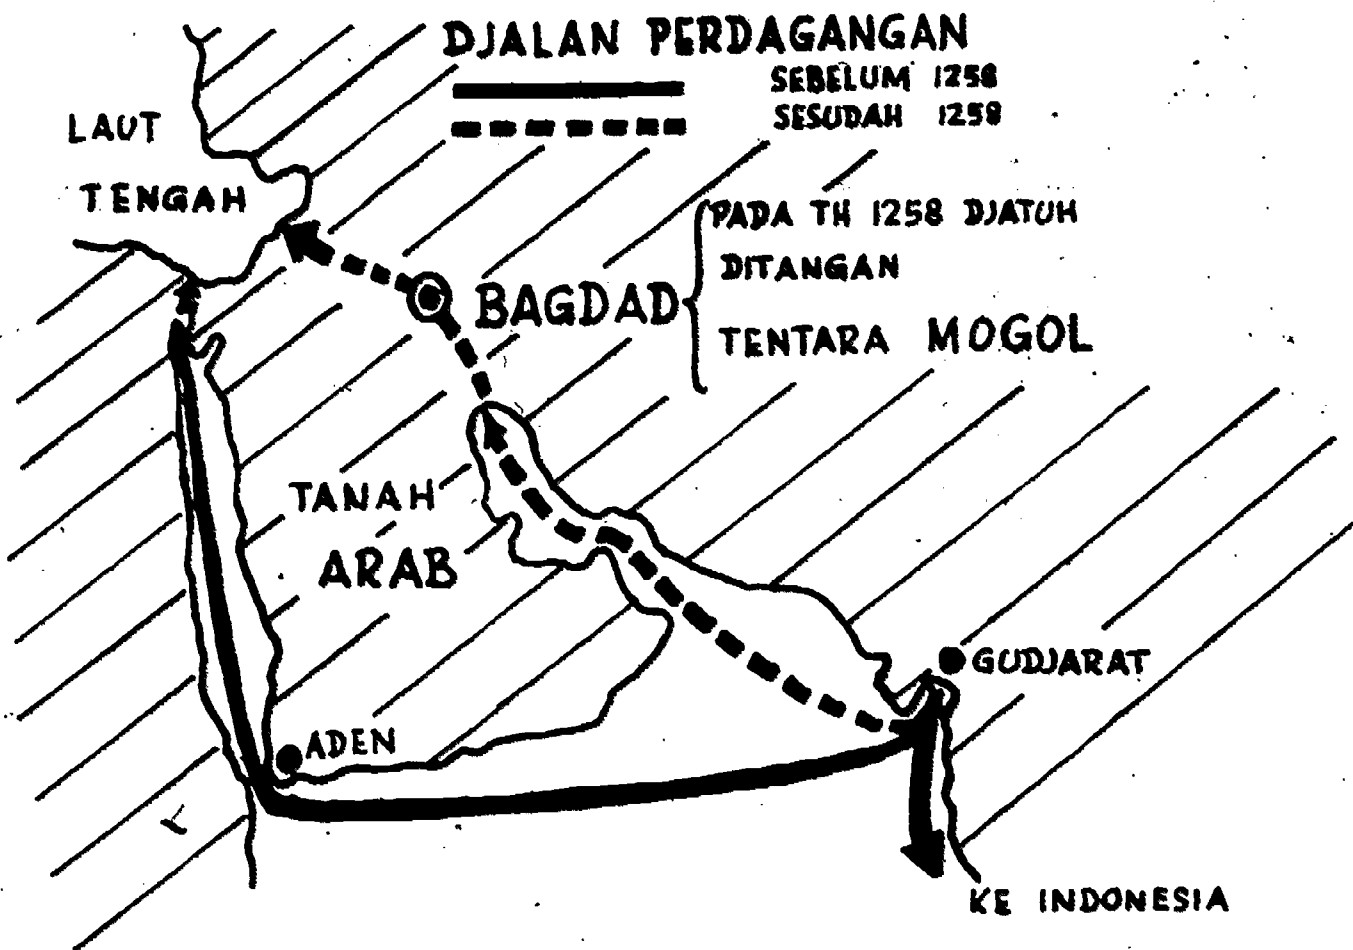 DJALAN PERDAGANGAN
SEBELUM 1258
SESUDAH 1258
LAUT
TENGAH
PADA TH 1258 DJATUH
DITANGAN
TENTARA MOGOL
BAGDAD
TANAH
ARAB
GUDJARAT
ADEN
KE INDONESIA